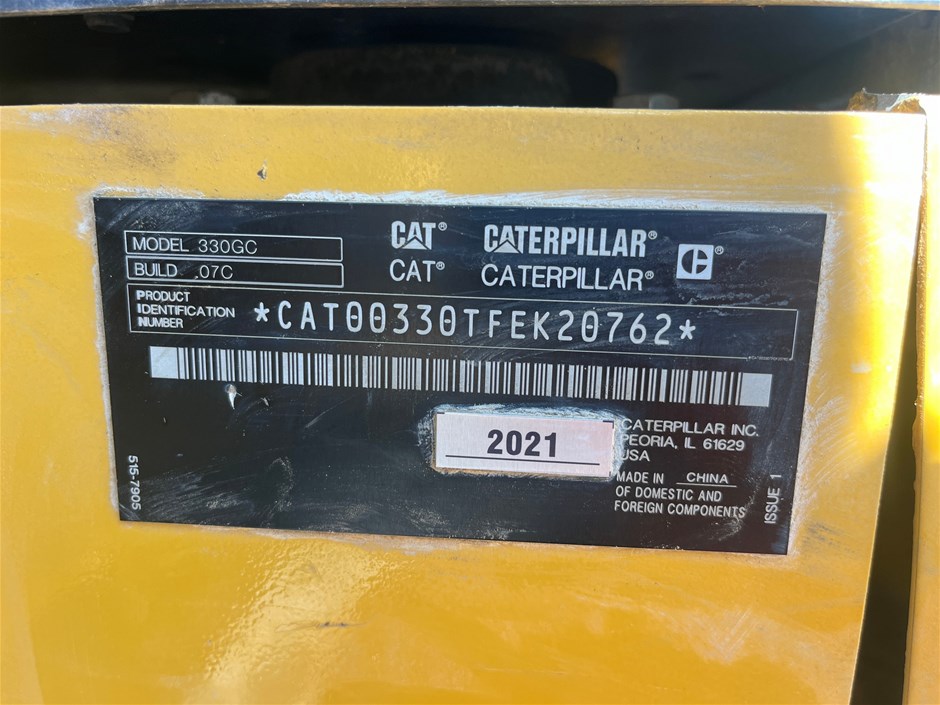 MODEL 330GC
BUILD .07C
CAT® CATERPILLAR®
CAT® CATERPILLAR®
PRODUCT
IDENTIFICATION
NUMBER
*CAT00330TFEK20762*
2021
CATERPILLAR INC.
PEORIA, IL 61629
USA
MADE IN CHINA
OF DOMESTIC AND
FOREIGN COMPONENTS
515-7905
ISSUE 1